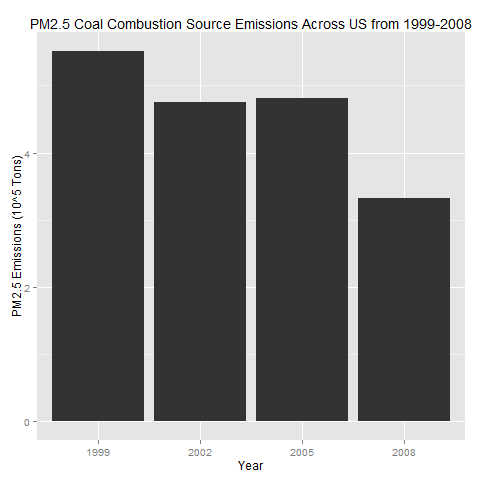 PM2.5 Coal Combustion Source Emissions Across US from 1999-2008
PM2.5 Emissions (10^5 Tons)
4
2
0
1999 2002 2005 2008
Year